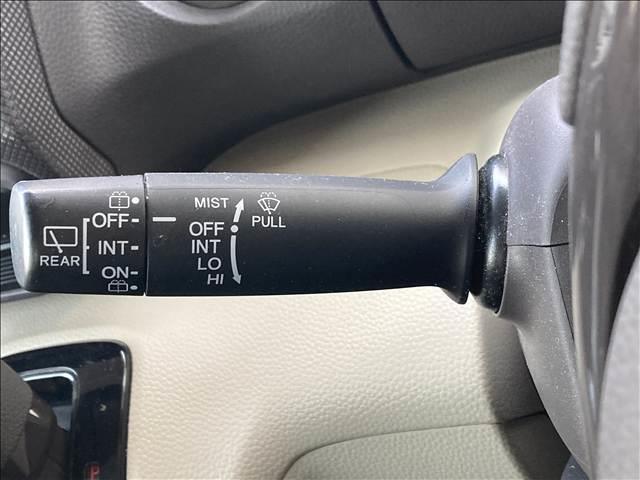 OFF
INT
ON
REAR
MIST
OFF
INT
LO
HI
PULL
P